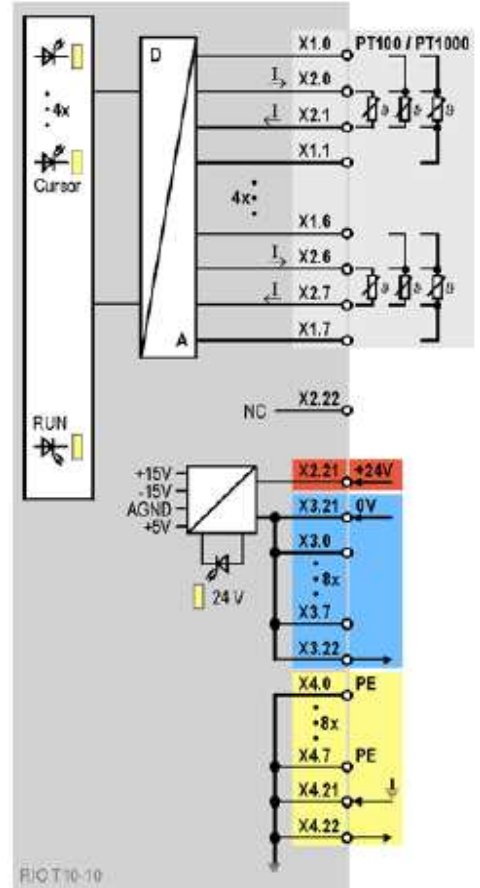 X1.0 PT100 / PT1000
D
I X2.0
ϑ ϑ ϑ
4x
I X2.1
X1.1
Cursor
4x
X1.6
I X2.6
ϑ ϑ ϑ
I X2.7
X1.7
A
X2.22
NC
RUN
X2.21 +24V
+15V
-15V
X3.21 0V
AGND
+5V
X3.0
8x
24 V
X3.7
X3.22
X4.0 PE
8x
X4.7 PE
X4.21
X4.22
RIO T10-10